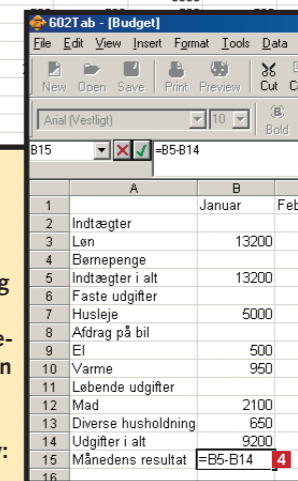 602Tab - [Budget]
File Edit View Insert Format Tools Data
New Open Save Print Preview Cut
Arial (Vestligt) 10 Bold
B15 =B5-B14
A B
1 Januar Feb
2 Indtægter
3 Løn 13200
4 Børnepenge
5 Indtægter i alt 13200
6 Faste udgifter
7 Husleje 5000
8 Afdrag på bil
9 El 500
10 Varme 950
11 Løbende udgifter
12 Mad 2100
13 Diverse husholdning 650
14 Udgifter i alt 9200
15 Månedens resultat =B5-B14 4
16